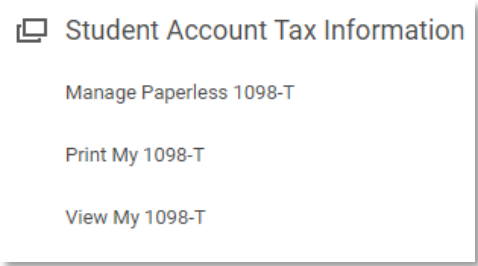 Student Account Tax Information
Manage Paperless 1098-T
Print My 1098-T
View My 1098-T